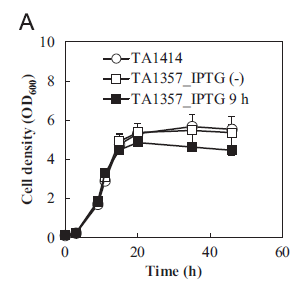 A
10
TA1414
TA1357_IPTG (-)
TA1357_IPTG 9 h
8
6
4
2
0
Cell density (OD600)
0 20 40 60
Time (h)